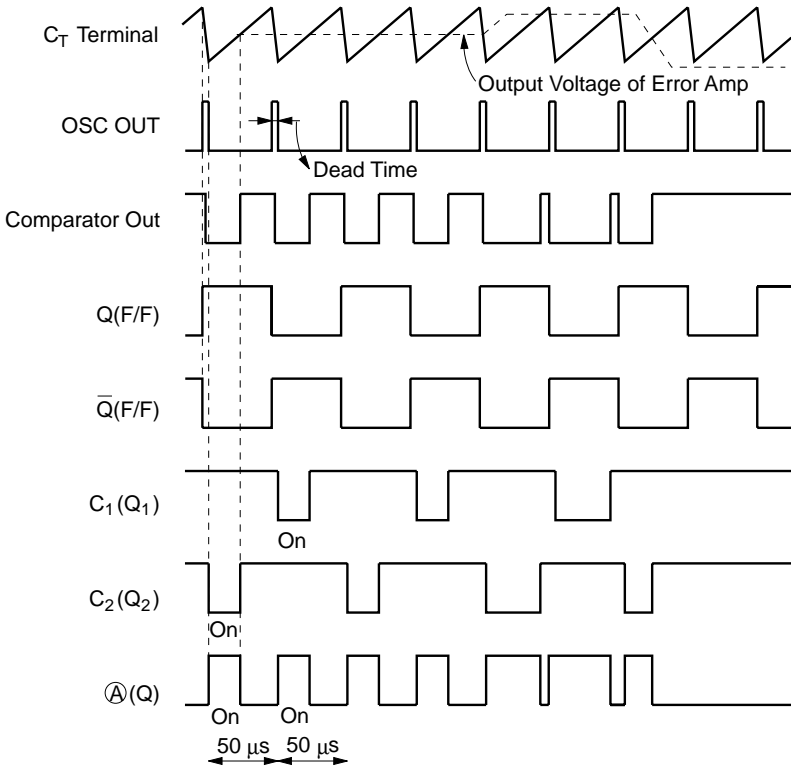 C_T Terminal
Output Voltage of Error Amp
OSC OUT
Dead Time
Comparator Out
Q(F/F)
Q̅(F/F)
C₁(Q₁)
On
C₂(Q₂)
On
Ⓐ(Q)
On On
50 μs 50 μs